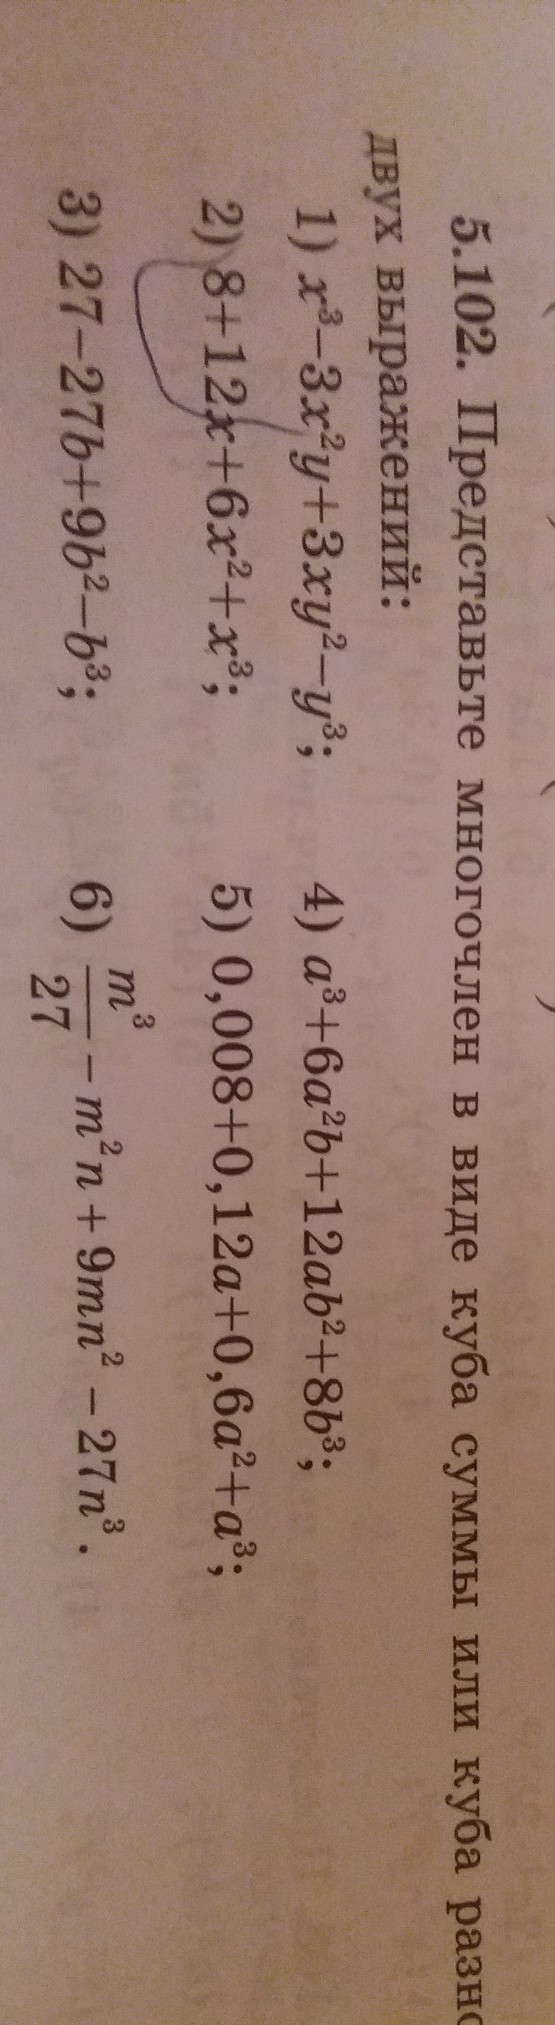 5.102. Представьте многочлен в виде куба суммы или куба
двух выражений:
1) x³–3x²y+3xy²–y³; 4) a³+6a²b+12ab²+8b³;
2) 8+12x+6x²+x³; 5) 0,008+0,12a+0,6a²+a³;
3) 27–27b+9b²–b³; 6) m³/27 – m²n + 9mn² – 27n³.